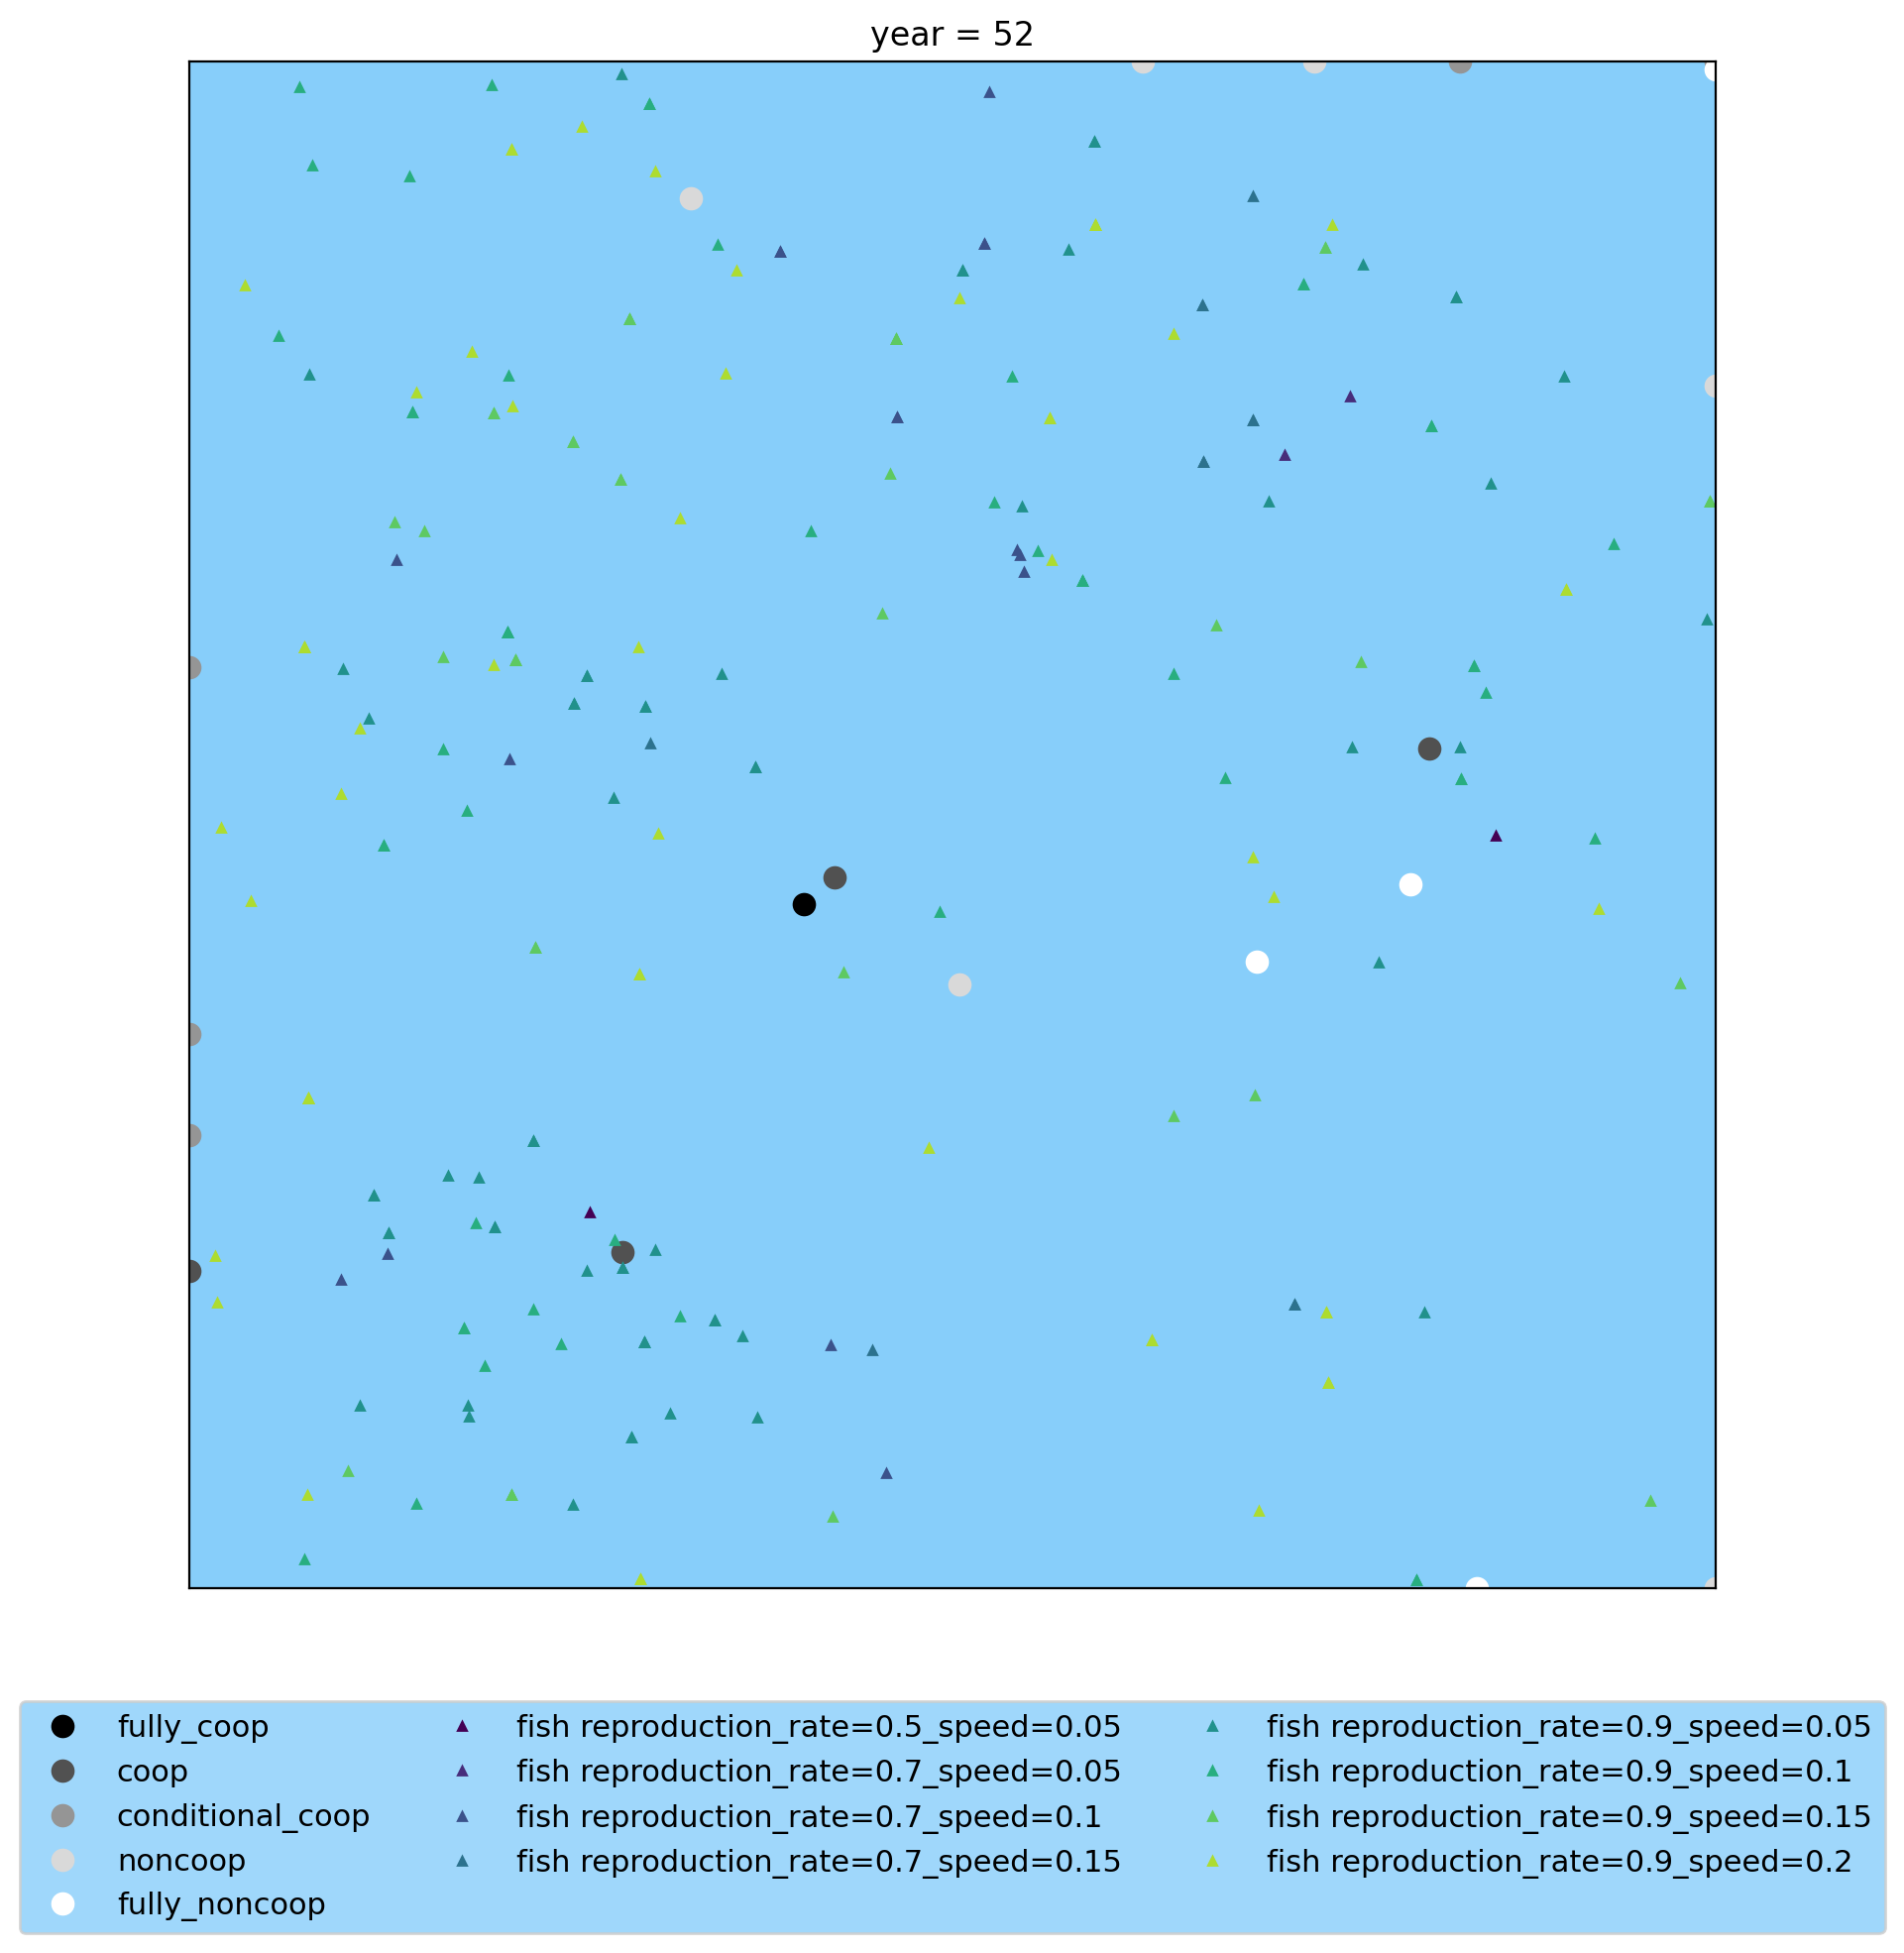 year = 52
fully_coop
coop
conditional_coop
noncoop
fully_noncoop
fish reproduction_rate=0.5_speed=0.05
fish reproduction_rate=0.7_speed=0.05
fish reproduction_rate=0.7_speed=0.1
fish reproduction_rate=0.7_speed=0.15
fish reproduction_rate=0.9_speed=0.05
fish reproduction_rate=0.9_speed=0.1
fish reproduction_rate=0.9_speed=0.15
fish reproduction_rate=0.9_speed=0.2